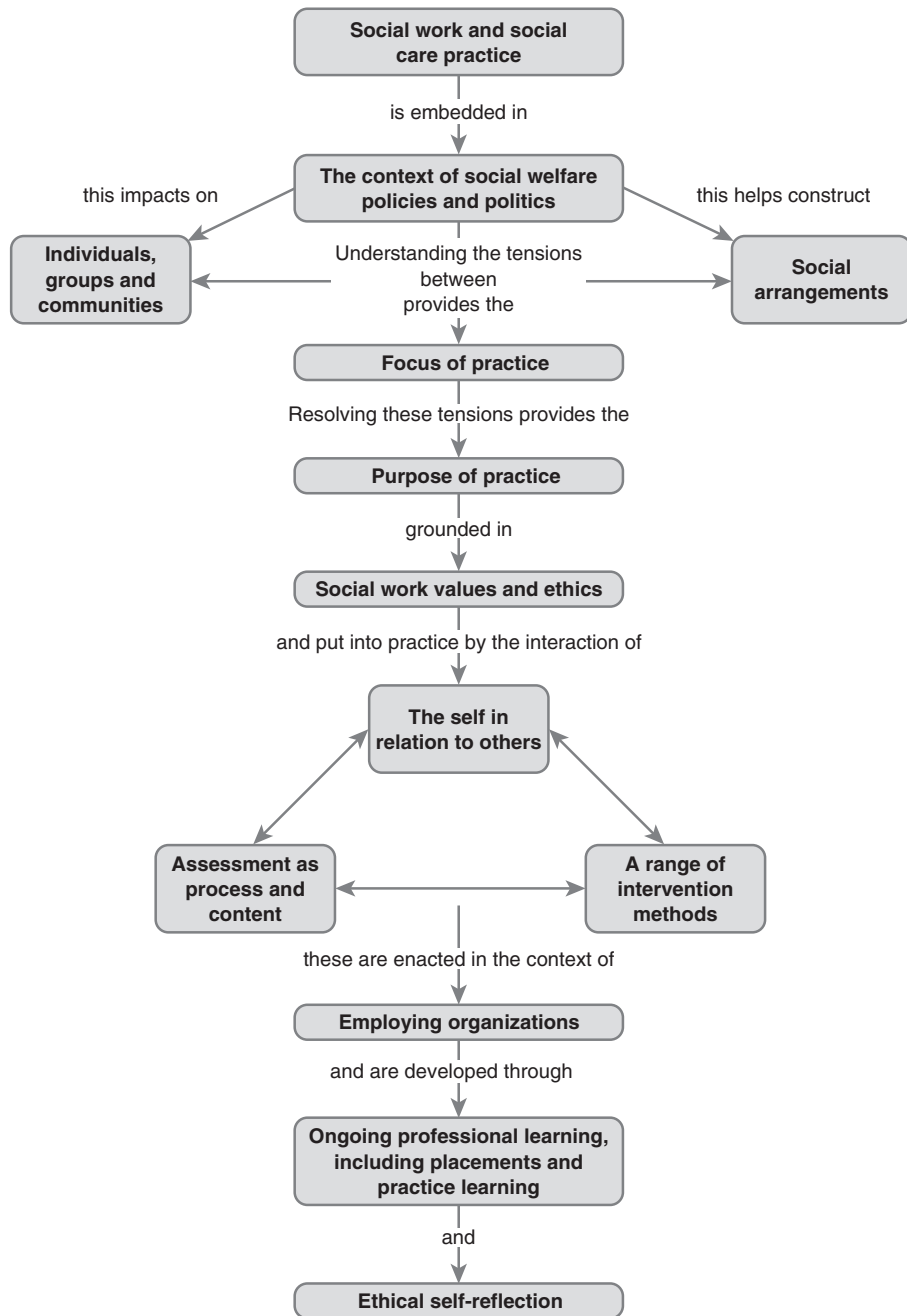 Social work and social
care practice
is embedded in
The context of social welfare
policies and politics
this impacts on
this helps construct
Individuals,
groups and
communities
Understanding the tensions
between
provides the
Social
arrangements
Focus of practice
Resolving these tensions provides the
Purpose of practice
grounded in
Social work values and ethics
and put into practice by the interaction of
The self in
relation to others
Assessment as
process and
content
A range of
intervention
methods
these are enacted in the context of
Employing organizations
and are developed through
Ongoing professional learning,
including placements and
practice learning
and
Ethical self-reflection